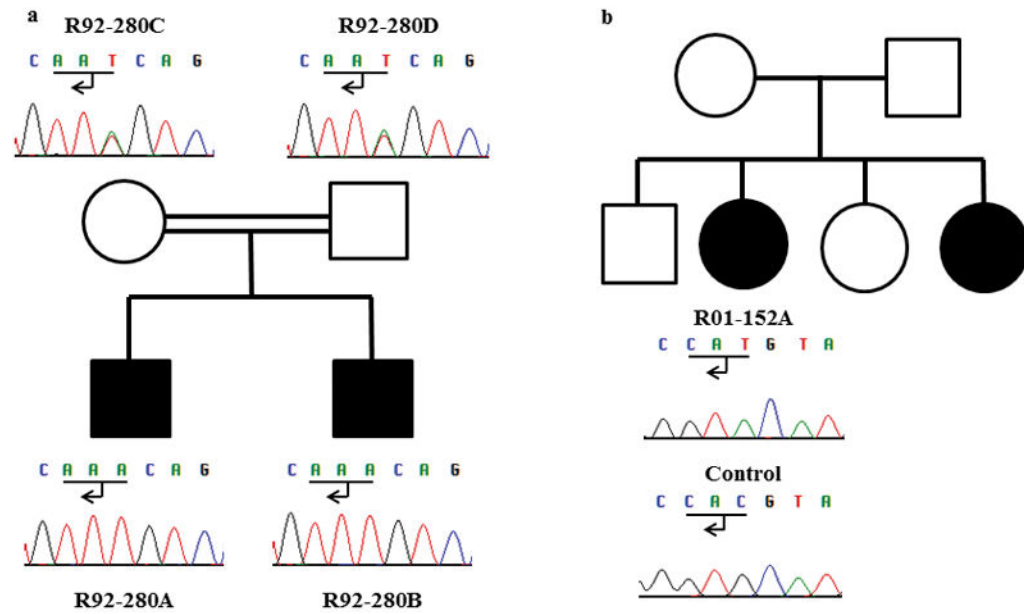 a
R92-280C
C A A T C A G
R92-280D
C A A T C A G
C A A A C A G
R92-280A
C A A A C A G
R92-280B
b
R01-152A
C C A T G T A
Control
C C A C G T A